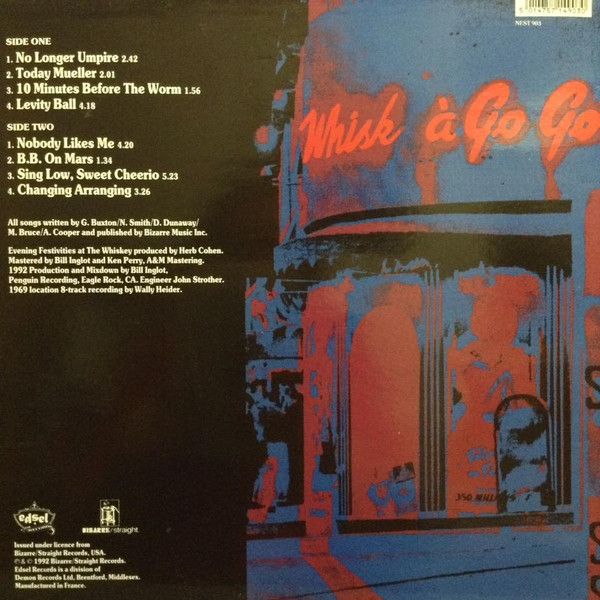 5 014757 149030
NEST 903
SIDE ONE
1. No Longer Umpire 2.42
2. Today Mueller 2.01
3. 10 Minutes Before The Worm 1.56
4. Levity Ball 4.18
SIDE TWO
1. Nobody Likes Me 4.20
2. B.B. On Mars 1.34
3. Sing Low, Sweet Cheerio 5.23
4. Changing Arranging 3.26
All songs written by G. Buxton/N. Smith/D. Dunaway/
M. Bruce/A. Cooper and published by Bizarre Music Inc.
Evening Festivities at The Whiskey produced by Herb Cohen.
Mastered by Bill Inglot and Ken Perry, A&M Mastering.
1992 Production and Mixdown by Bill Inglot,
Penguin Recording, Eagle Rock, CA. Engineer John Strother.
1969 location 8-track recording by Wally Heider.
Whisk à Go Go
edsel
BIZARRE/straight
Issued under licence from
Bizarre/Straight Records, USA.
℗ & © 1992 Bizarre/Straight Records.
Edsel Records is a division of
Demon Records Ltd, Brentford, Middlesex.
Manufactured in France.